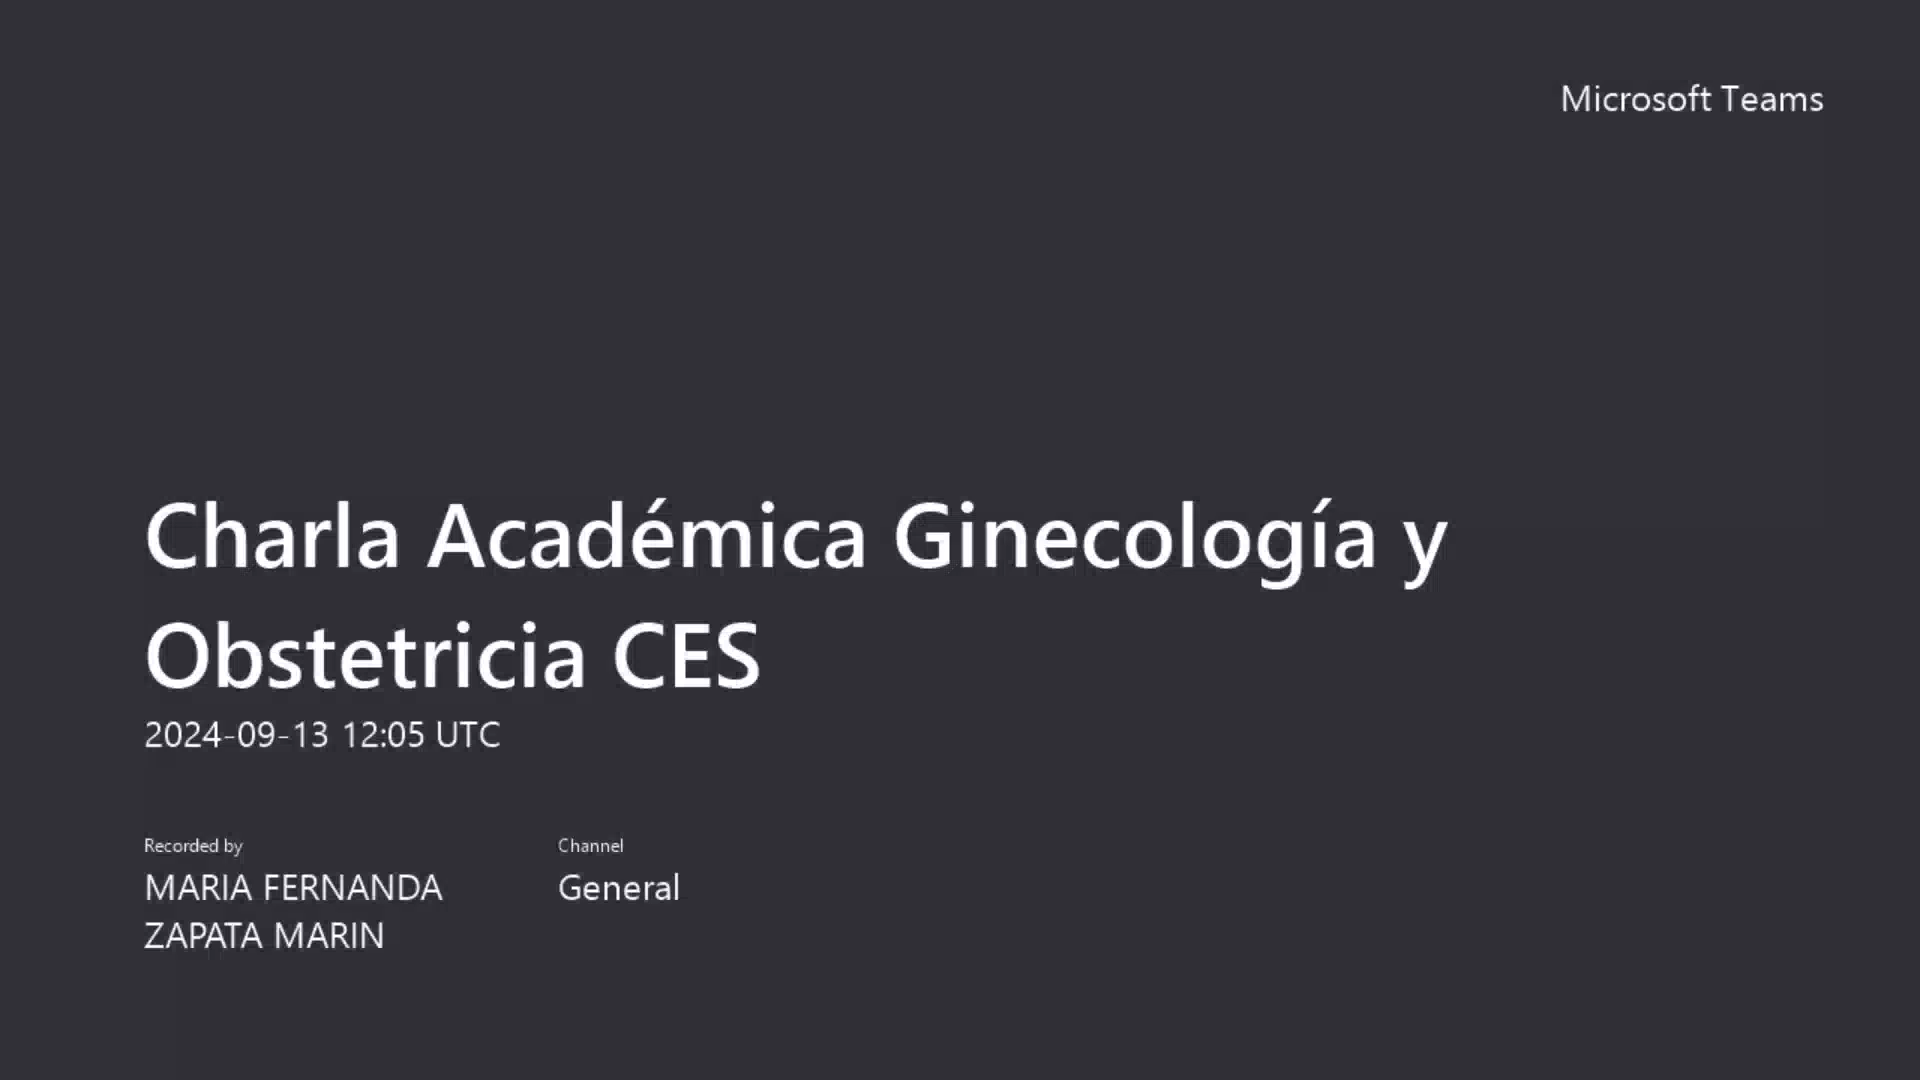 Microsoft Teams
Charla Académica Ginecología y
Obstetricia CES
2024-09-13 12:05 UTC
Recorded by
MARIA FERNANDA
ZAPATA MARIN
Channel
General